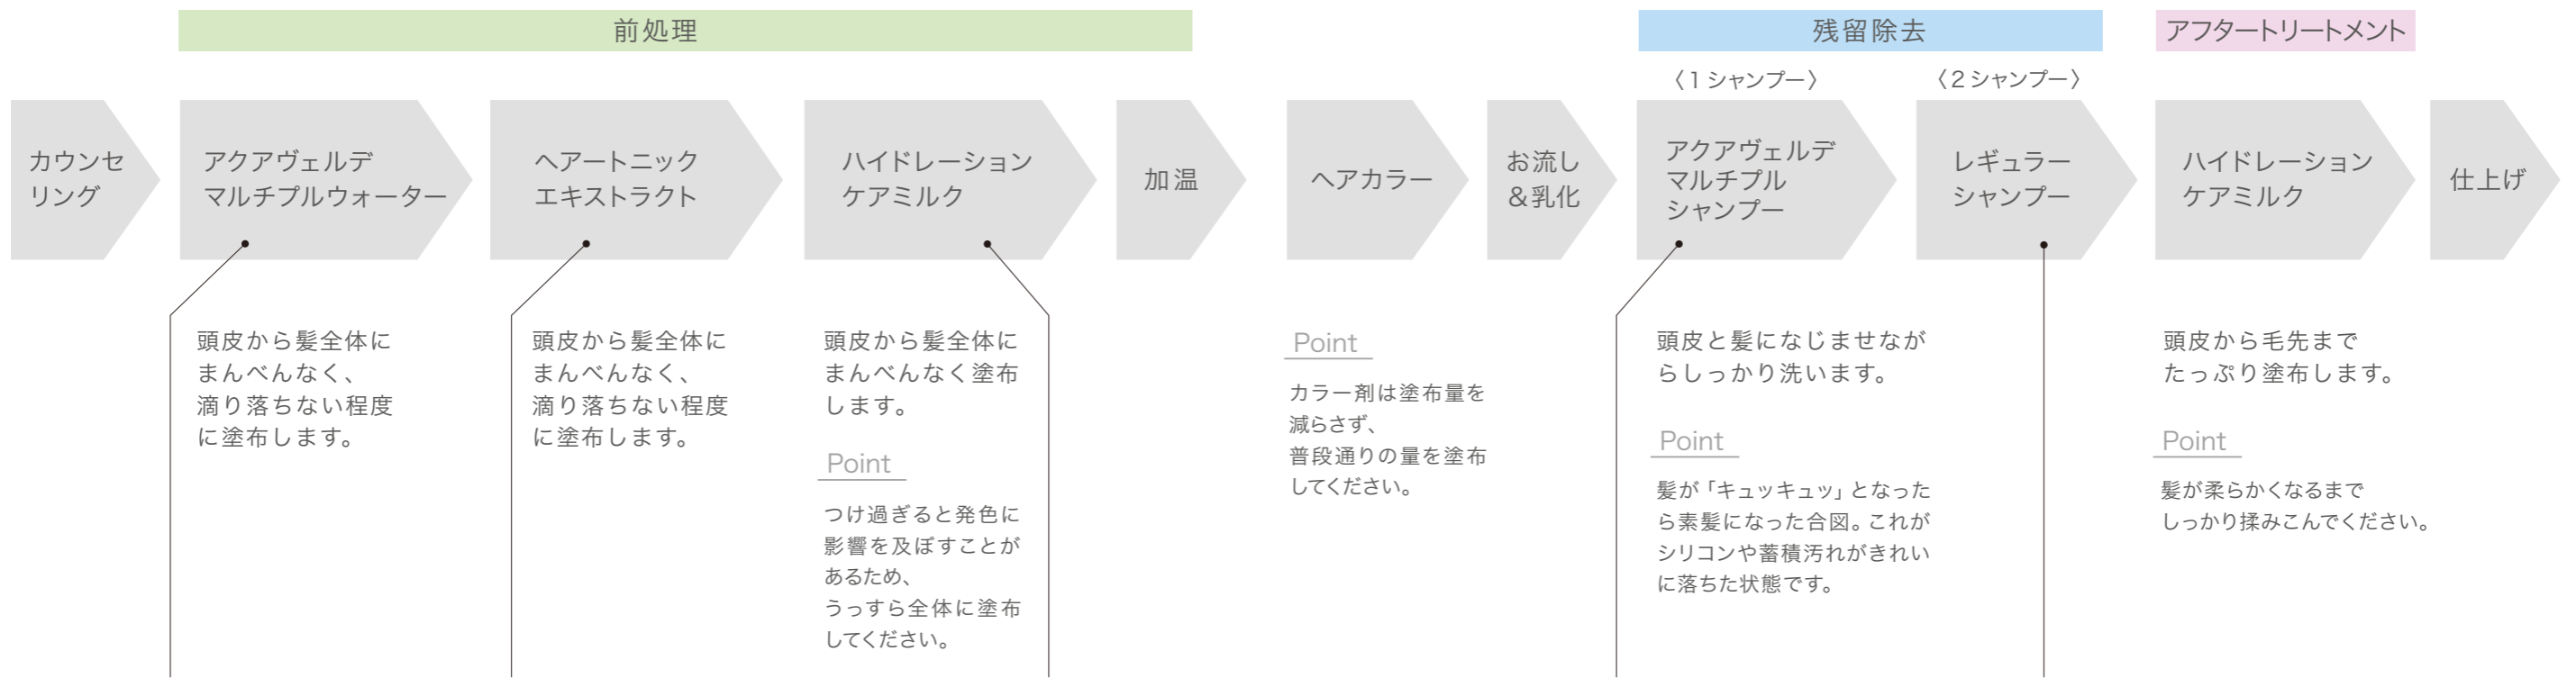 前処理
残留除去
アフタートリートメント
〈1シャンプー〉
〈2シャンプー〉
カウンセ
リング
アクアヴェルデ
マルチプルウォーター
ヘアートニック
エキストラクト
ハイドレーション
ケアミルク
加温
ヘアカラー
お流し
＆乳化
アクアヴェルデ
マルチプル
シャンプー
レギュラー
シャンプー
ハイドレーション
ケアミルク
仕上げ
頭皮から髪全体に
まんべんなく、
滴り落ちない程度
に塗布します。
頭皮から髪全体に
まんべんなく、
滴り落ちない程度
に塗布します。
頭皮から髪全体に
まんべんなく塗布
します。
Point
つけ過ぎると発色に
影響を及ぼすことが
あるため、
うっすら全体に塗布
してください。
Point
カラー剤は塗布量を
減らさず、
普段通りの量を塗布
してください。
頭皮と髪になじませなが
らしっかり洗います。
Point
髪が「キュッキュッ」となった
ら素髪になった合図。これが
シリコンや蓄積汚れがきれい
に落ちた状態です。
頭皮から毛先まで
たっぷり塗布します。
Point
髪が柔らかくなるまで
しっかり揉みこんでください。